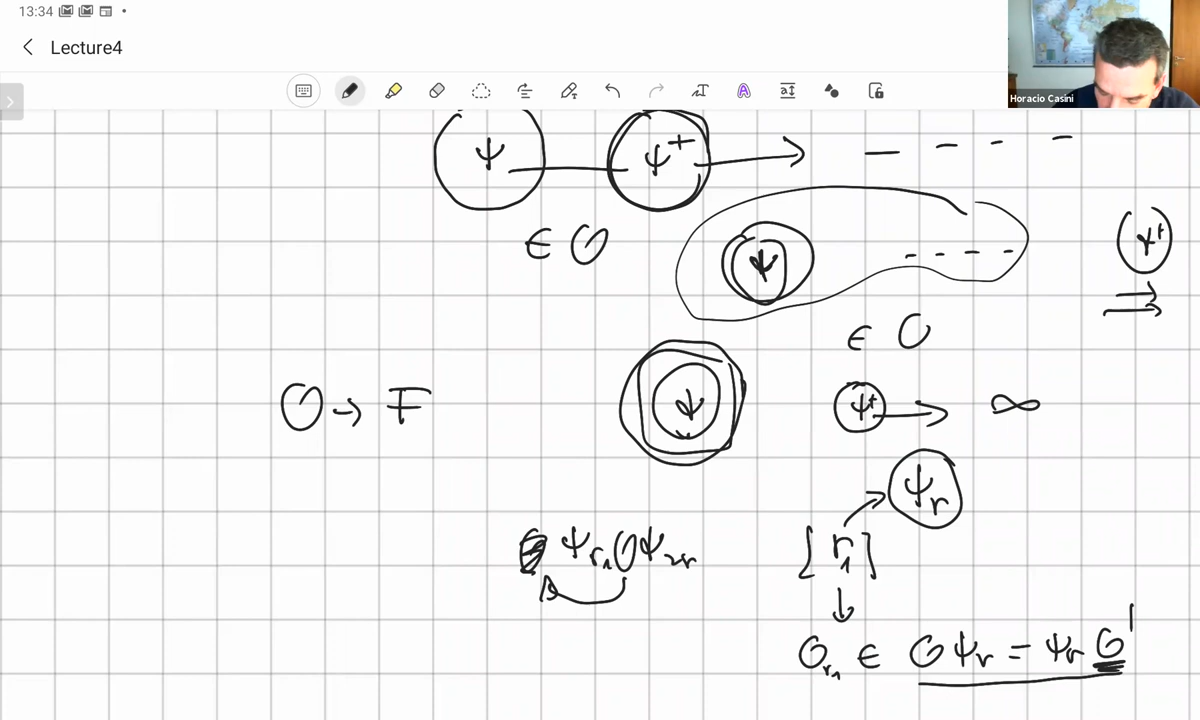 13:34
Lecture4
Horacio Casini
ψ ψ+ → — - - -
∈ O ψ - - - - ψ+
∈ O
O → F ψ ψ+ → ∞
ψr
ψr₁ O ψ₂r [r₁]
Or₁ ∈ O ψr = ψr O'